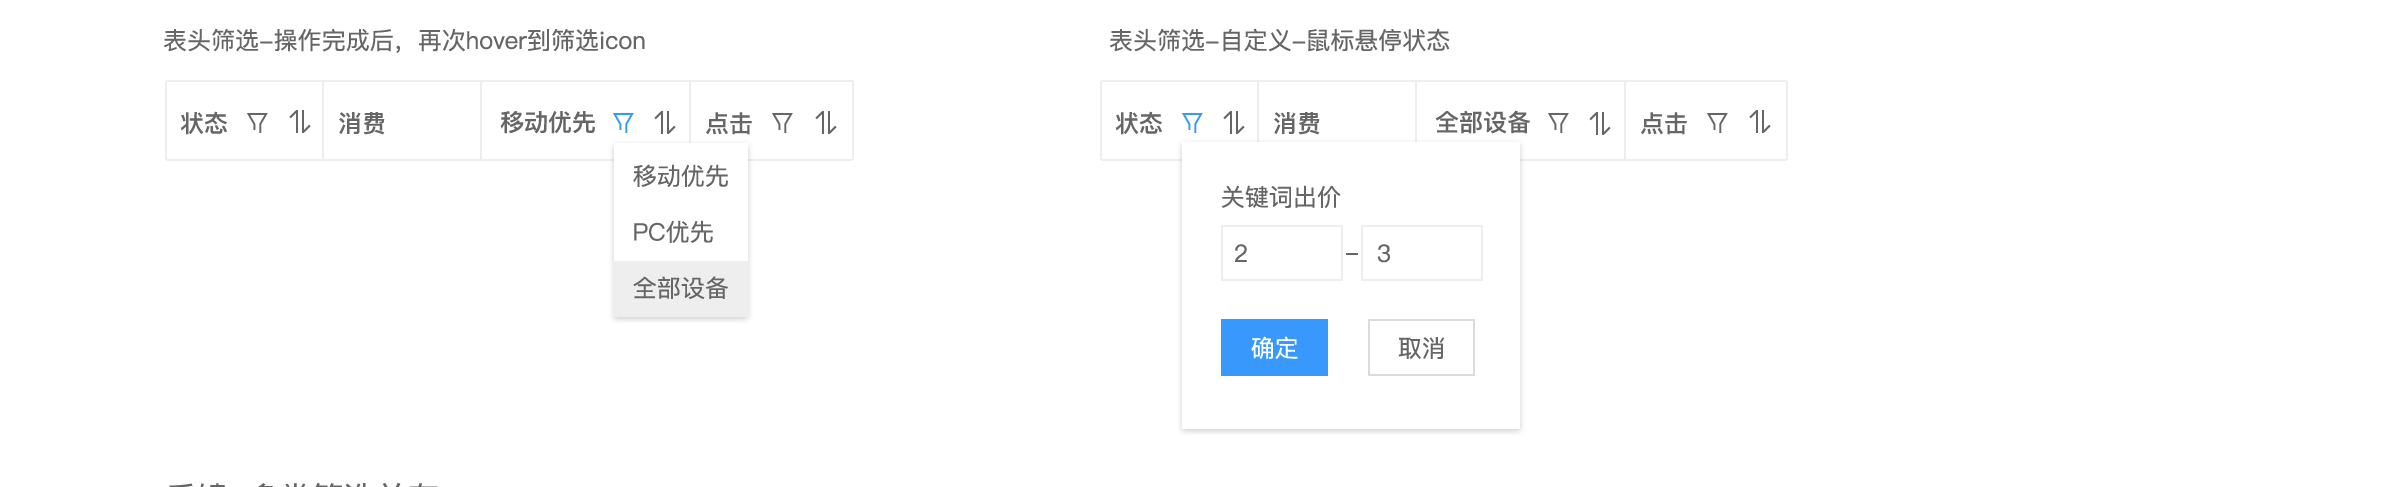 表头筛选-操作完成后，再次hover到筛选icon
状态 消费 移动优先 点击
移动优先
PC优先
全部设备
表头筛选-自定义-鼠标悬停状态
状态 消费 全部设备 点击
关键词出价
2 - 3
确定 取消